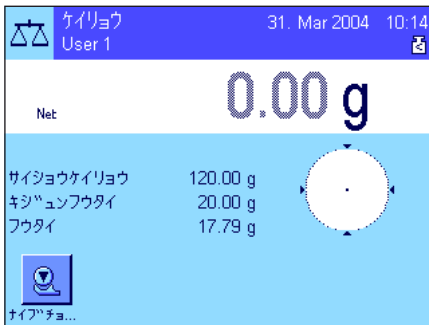 ケイリョウ 31. Mar 2004 10:14
User 1
0.00 g
Net
サイショウケイリョウ 120.00 g
キジュンフウタイ 20.00 g
フウタイ 17.79 g
ナイブチョ...